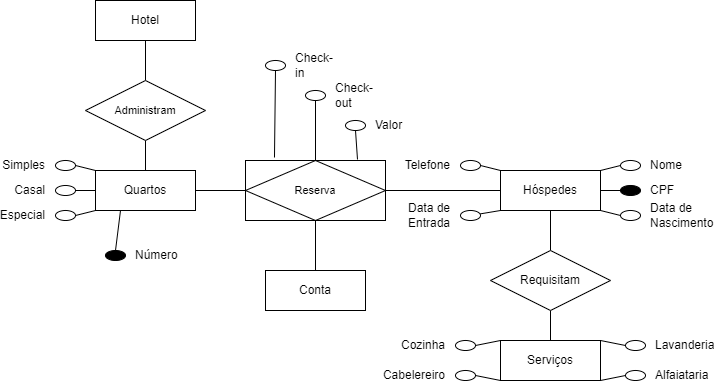 Hotel
Check-
in
Administram
Check-
out
Valor
Simples
Telefone
Nome
Casal
Quartos
Reserva
Hóspedes
CPF
Especial
Data de
Entrada
Data de
Nascimento
Número
Conta
Requisitam
Cozinha
Lavanderia
Serviços
Cabelereiro
Alfaiataria